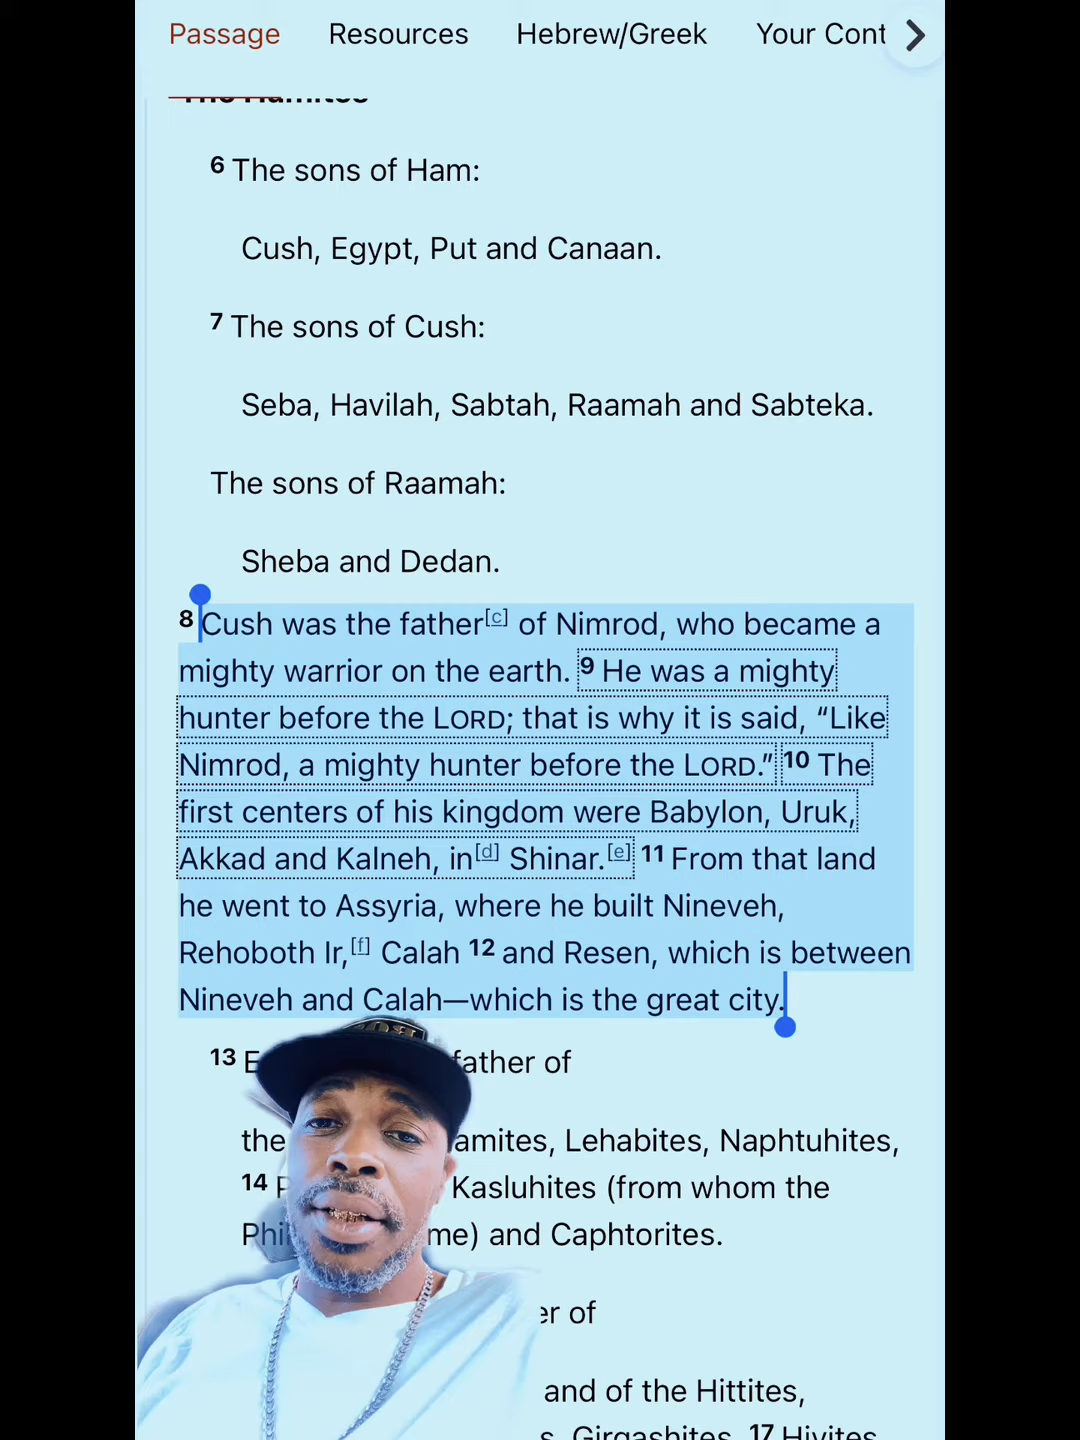 Passage Resources Hebrew/Greek Your Cont
The Hamites
6 The sons of Ham:
Cush, Egypt, Put and Canaan.
7 The sons of Cush:
Seba, Havilah, Sabtah, Raamah and Sabteka.
The sons of Raamah:
Sheba and Dedan.
8 Cush was the father[c] of Nimrod, who became a
mighty warrior on the earth. 9 He was a mighty
hunter before the LORD; that is why it is said, “Like
Nimrod, a mighty hunter before the LORD.” 10 The
first centers of his kingdom were Babylon, Uruk,
Akkad and Kalneh, in[d] Shinar.[e] 11 From that land
he went to Assyria, where he built Nineveh,
Rehoboth Ir,[f] Calah 12 and Resen, which is between
Nineveh and Calah—which is the great city.
13 E father of
the amites, Lehabites, Naphtuhites,
14 P Kasluhites (from whom the
Phil me) and Caphtorites.
er of
and of the Hittites,
s, Girgashites, 17 Hivites